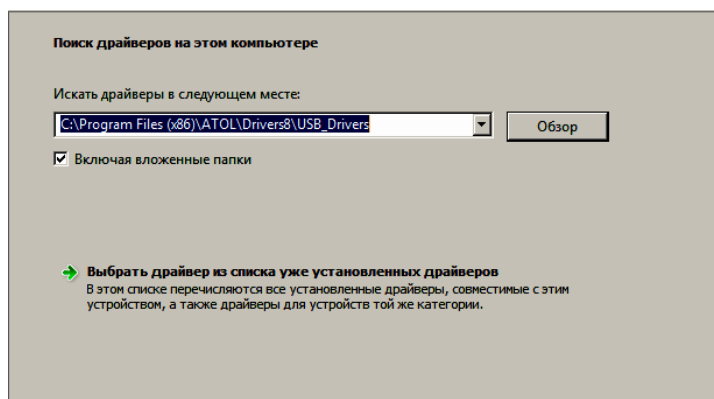 Поиск драйверов на этом компьютере
Искать драйверы в следующем месте:
C:\Program Files (x86)\ATOL\Drivers8\USB_Drivers
Обзор
Включая вложенные папки
Выбрать драйвер из списка уже установленных драйверов
В этом списке перечисляются все установленные драйверы, совместимые с этим
устройством, а также драйверы для устройств той же категории.